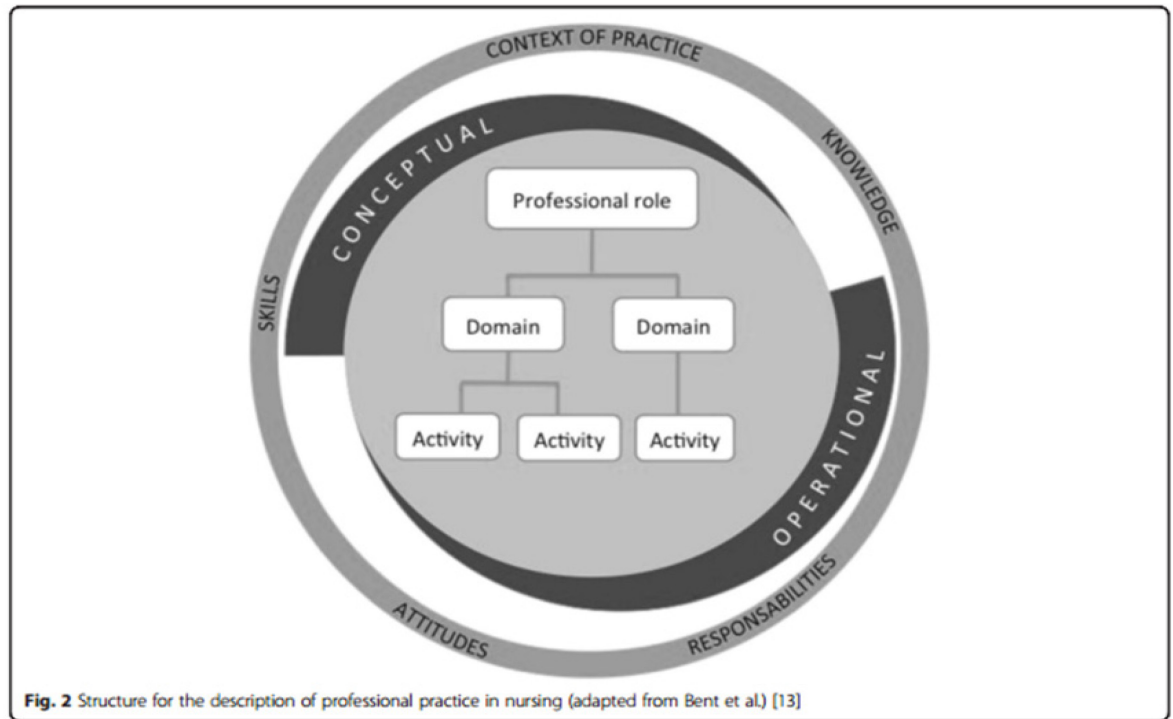 CONTEXT OF PRACTICE
KNOWLEDGE
CONCEPTUAL
Professional role
SKILLS
Domain
Domain
OPERATIONAL
Activity
Activity
Activity
RESPONSABILITIES
ATTITUDES
Fig. 2 Structure for the description of professional practice in nursing (adapted from Bent et al.) [13]